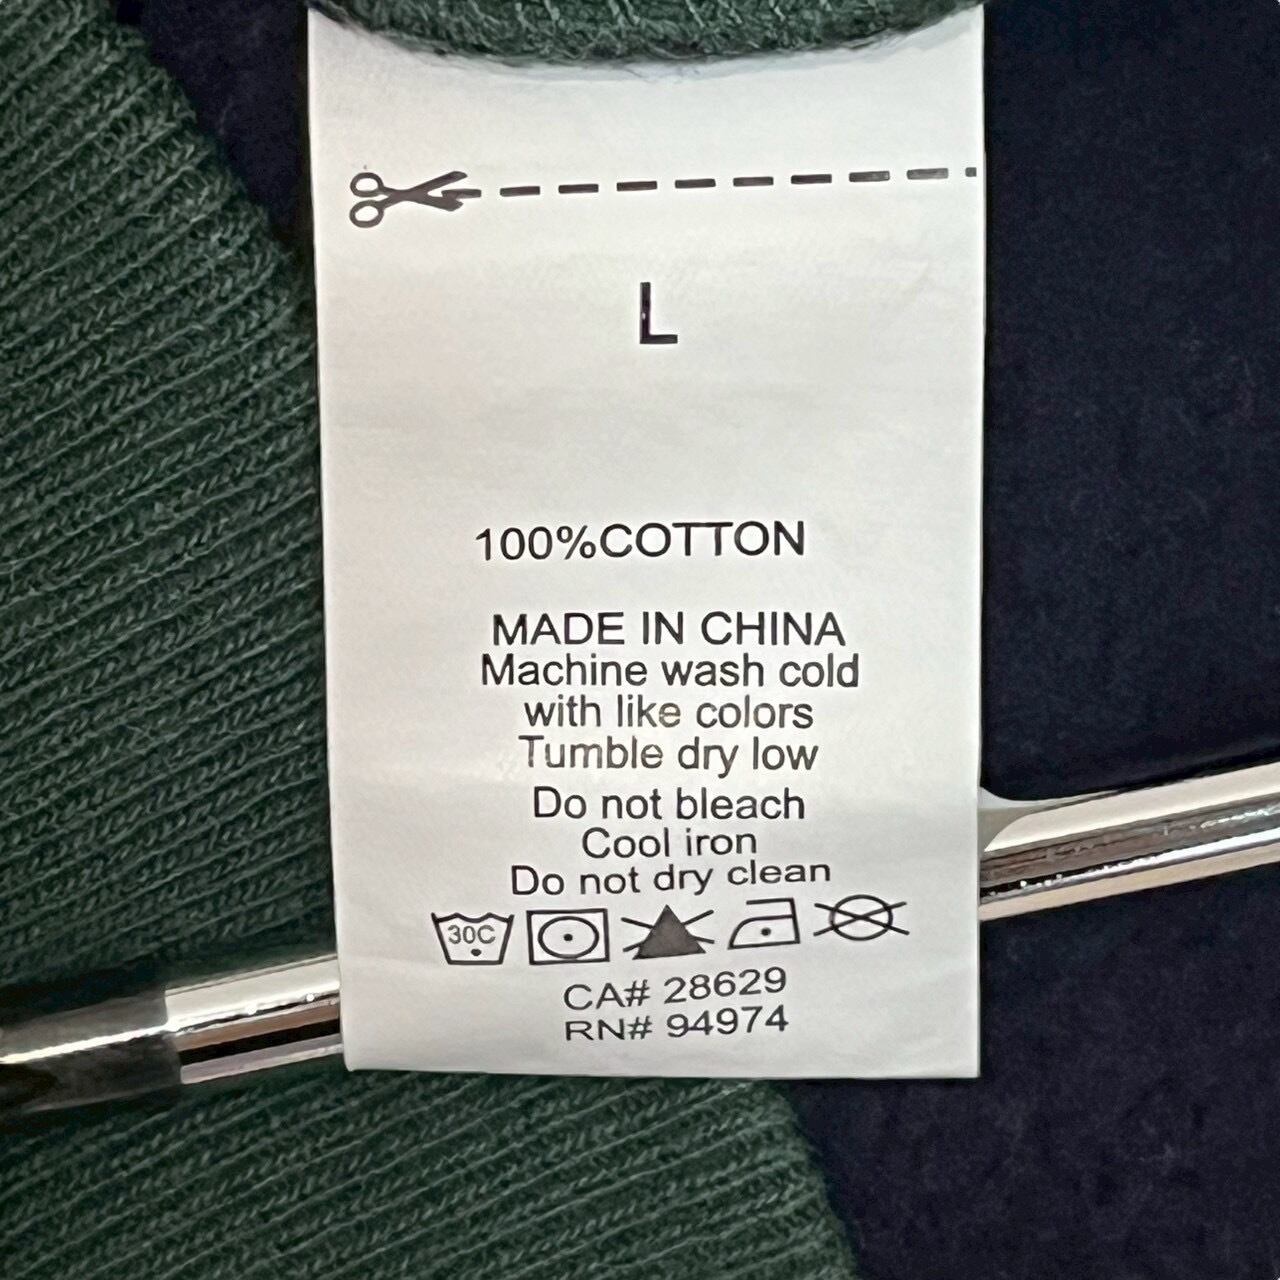 L
100%COTTON
MADE IN CHINA
Machine wash cold
with like colors
Tumble dry low
Do not bleach
Cool iron
Do not dry clean
30C
CA# 28629
RN# 94974